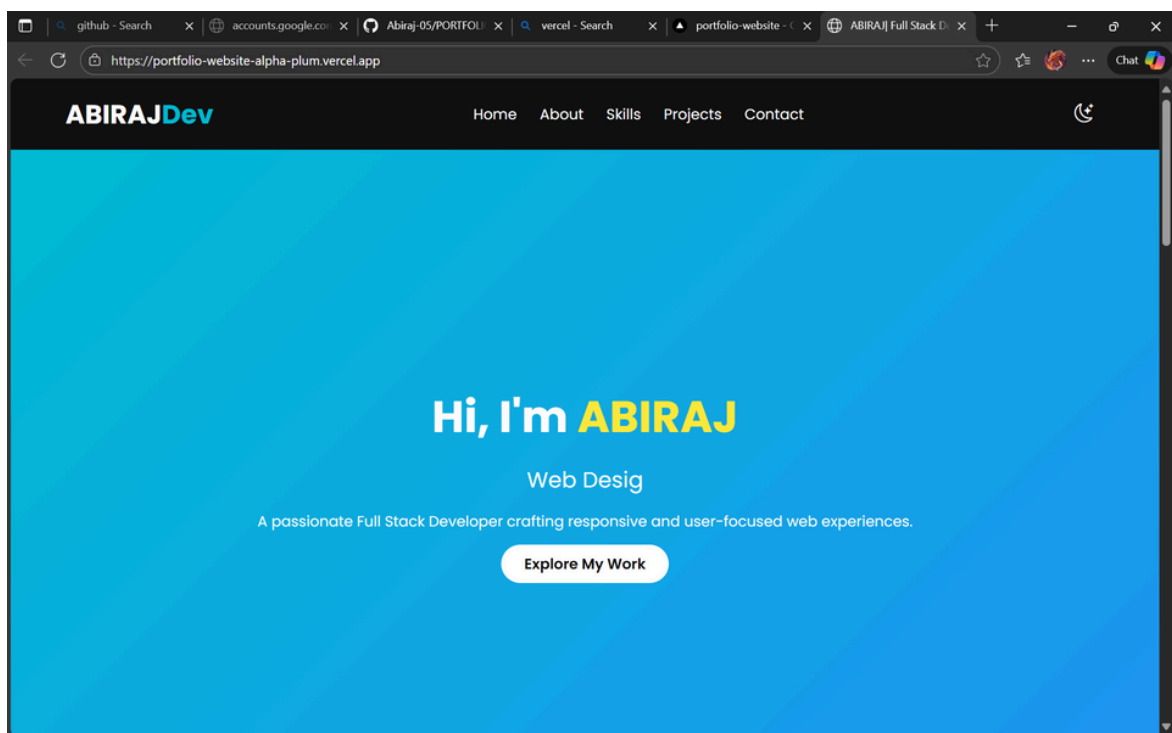 github - Search
accounts.google.con
Abiraj-05/PORTFOLI
vercel - Search
portfolio-website -
ABIRAJ| Full Stack D
https://portfolio-website-alpha-plum.vercel.app
Chat
ABIRAJDev
Home About Skills Projects Contact
Hi, I'm ABIRAJ
Web Desig
A passionate Full Stack Developer crafting responsive and user-focused web experiences.
Explore My Work